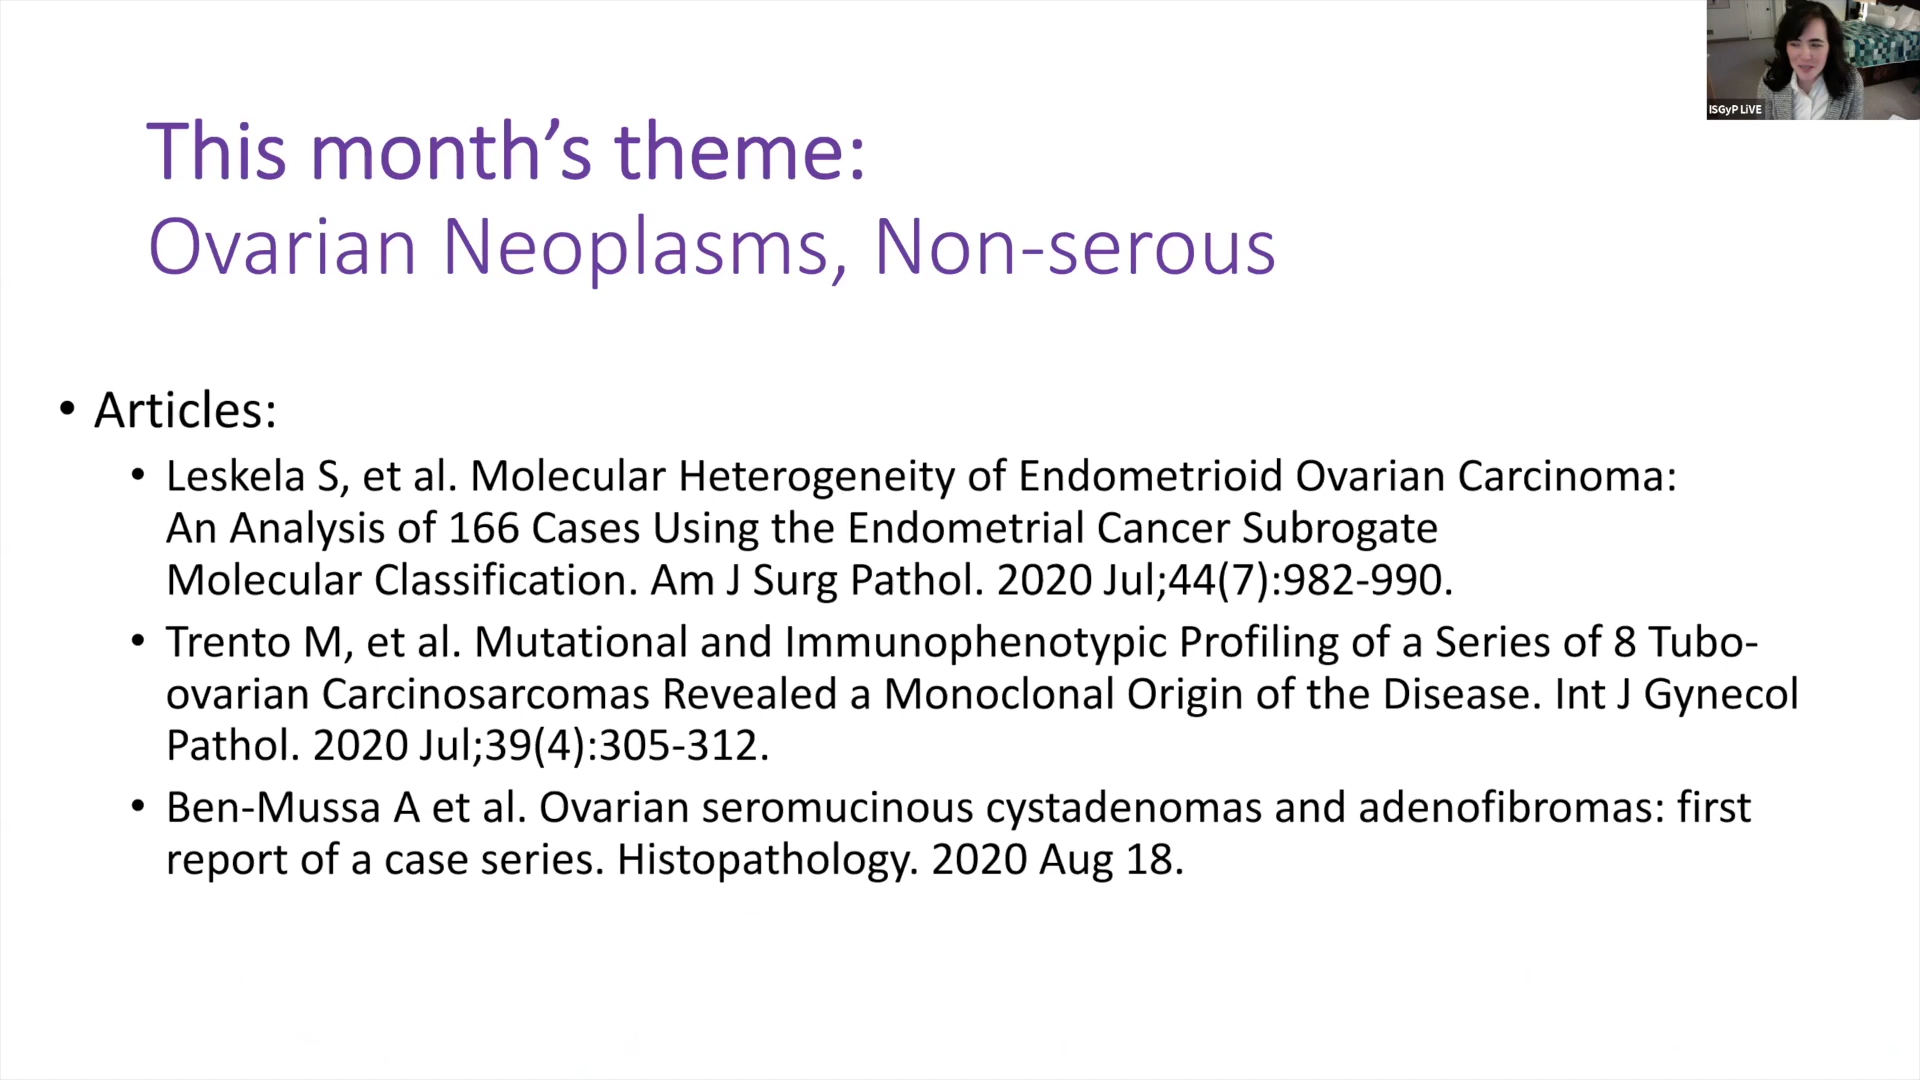 ISGyP LiVE
This month’s theme:
Ovarian Neoplasms, Non-serous
• Articles:
• Leskela S, et al. Molecular Heterogeneity of Endometrioid Ovarian Carcinoma:
An Analysis of 166 Cases Using the Endometrial Cancer Subrogate
Molecular Classification. Am J Surg Pathol. 2020 Jul;44(7):982-990.
• Trento M, et al. Mutational and Immunophenotypic Profiling of a Series of 8 Tubo-
ovarian Carcinosarcomas Revealed a Monoclonal Origin of the Disease. Int J Gynecol
Pathol. 2020 Jul;39(4):305-312.
• Ben-Mussa A et al. Ovarian seromucinous cystadenomas and adenofibromas: first
report of a case series. Histopathology. 2020 Aug 18.